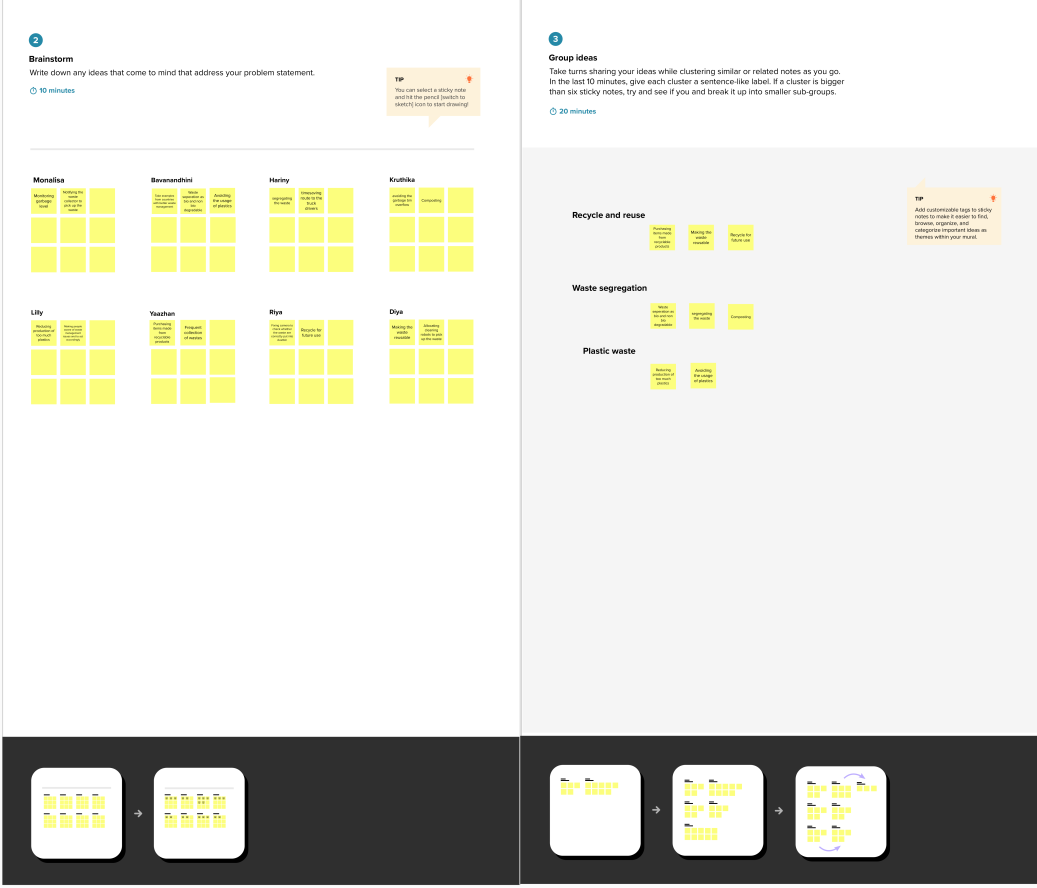 2
Brainstorm
Write down any ideas that come to mind that address your problem statement.
10 minutes
TIP
You can select a sticky note
and hit the pencil [switch to
sketch] icon to start drawing!
Monalisa
Monitoring
garbage
level
Notifying the
waste
collector to
pick up the
waste
Bavanandhini
Waste
separation as
bio and non
bio
degradable
Avoiding
the usage
of plastics
Hariny
segregating
the waste
timesaving
route to the
truck
drivers
Kruthika
avoiding the
garbage bin
overflow
Composting
Lilly
Reducing
production of
too much
plastics
Yaazhan
Purchasing
items made
from
recyclable
products
Frequent
collection
of wastes
Riya
Recycle for
future use
Diya
Making the
waste
reusable
Allocating
cleaning
robots to pick
up the waste
3
Group ideas
Take turns sharing your ideas while clustering similar or related notes as you go.
In the last 10 minutes, give each cluster a sentence-like label. If a cluster is bigger
than six sticky notes, try and see if you and break it up into smaller sub-groups.
20 minutes
TIP
Add customizable tags to sticky
notes to make it easier to find,
browse, organize, and
categorize important ideas as
themes within your mural.
Recycle and reuse
Purchasing
items made
from
recyclable
products
Making the
waste
reusable
Recycle for
future use
Waste segregation
Waste
separation as
bio and non
bio
degradable
segregating
the waste
Composting
Plastic waste
Reducing
production of
too much
plastics
Avoiding
the usage
of plastics